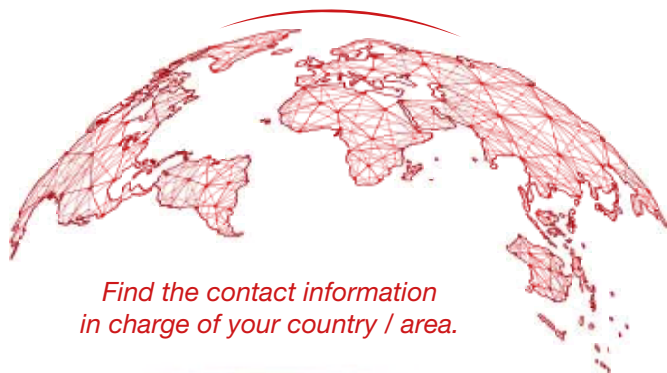 Find the contact information
in charge of your country / area.